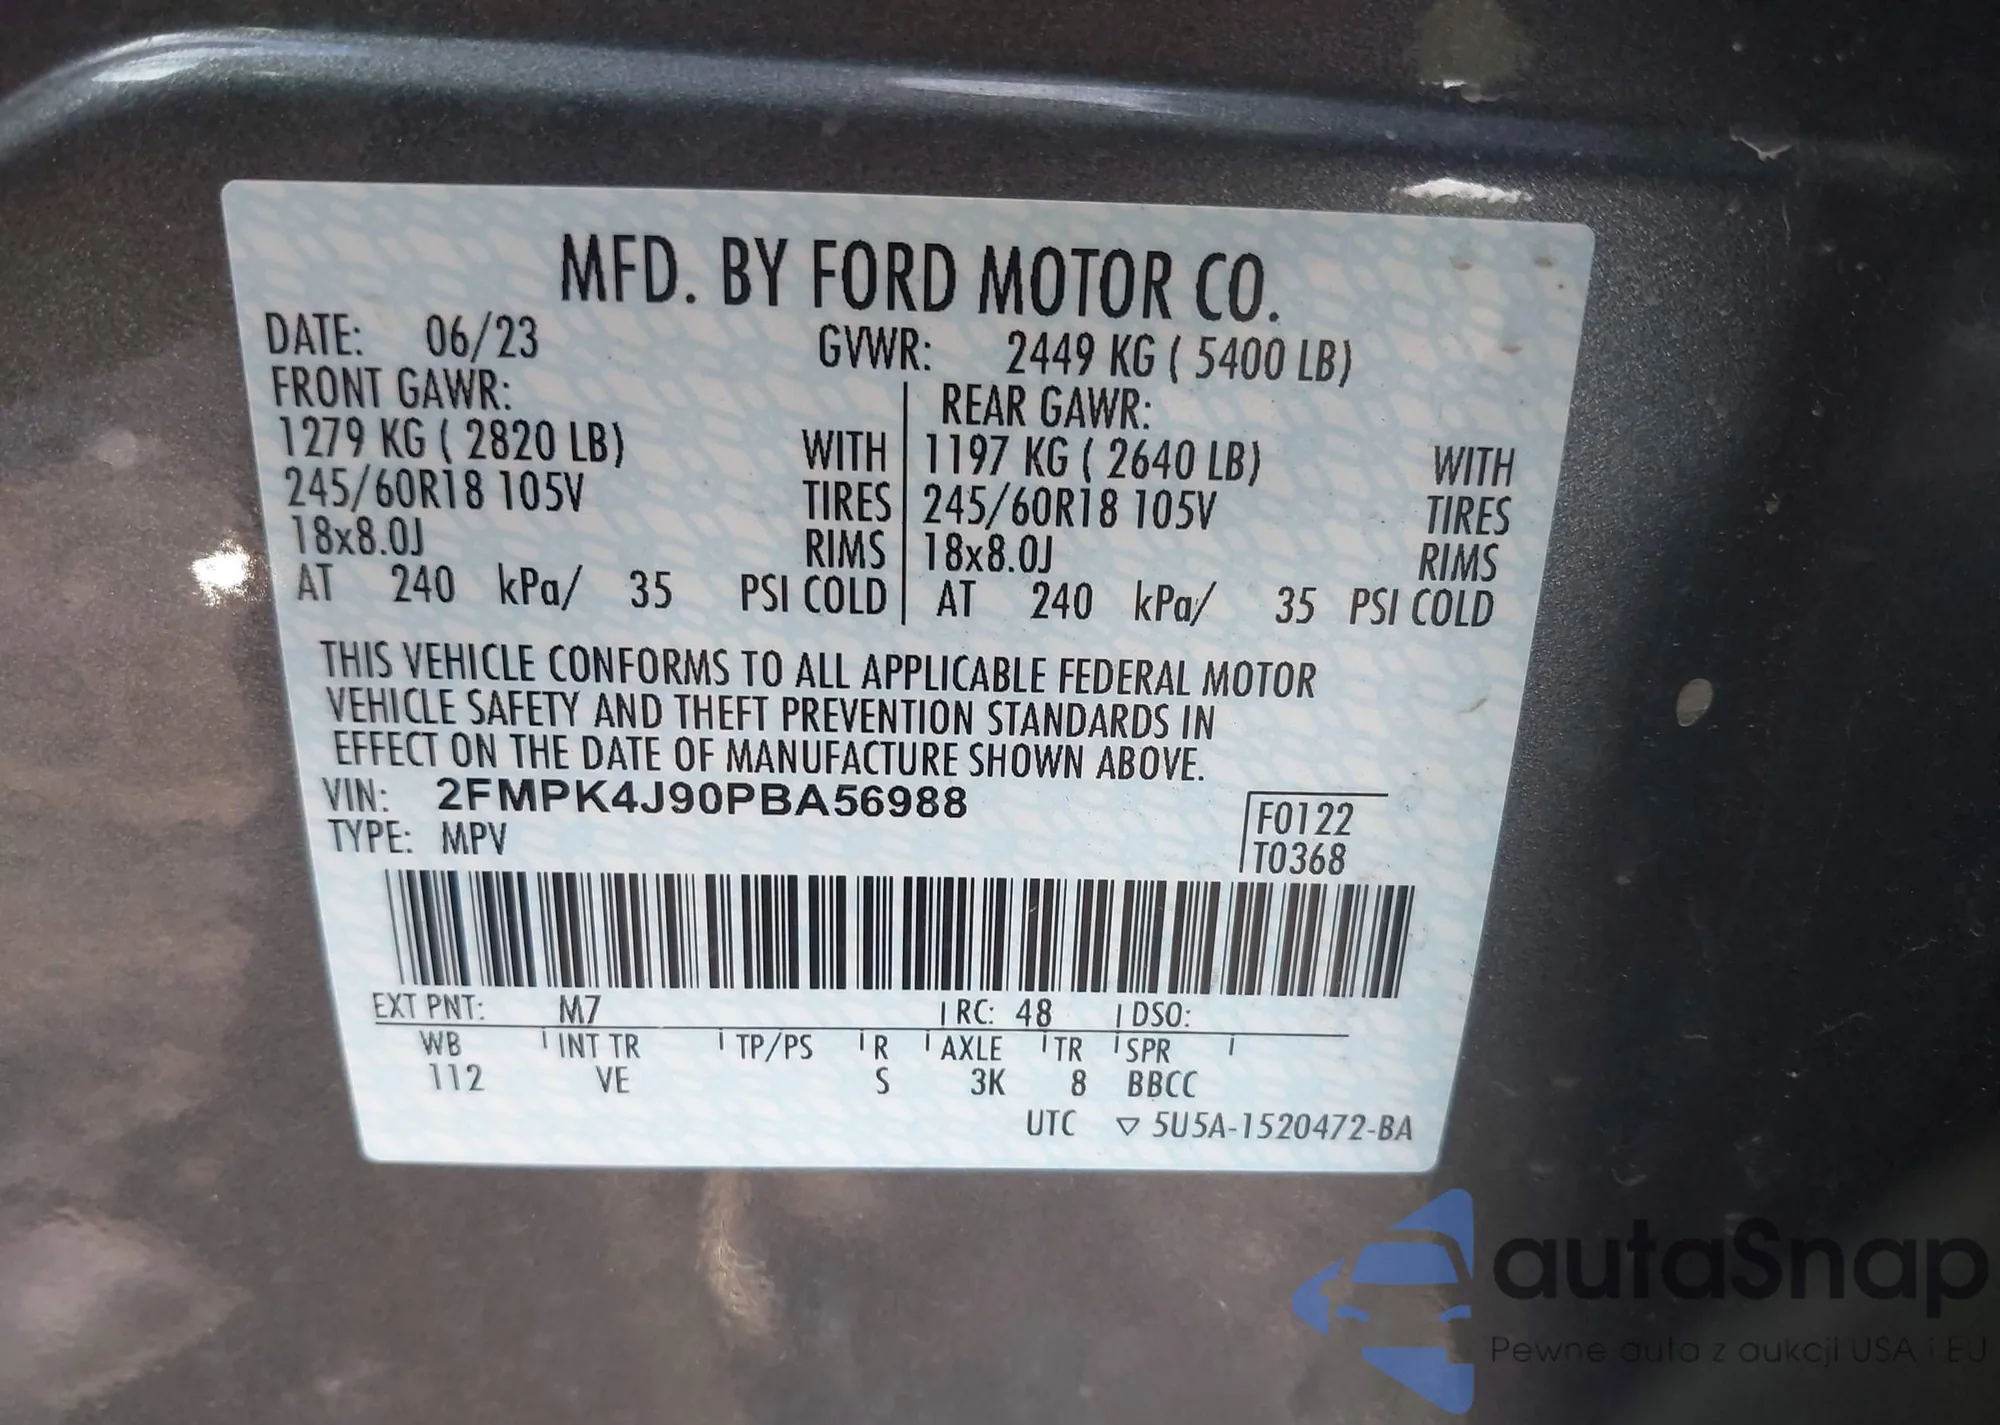 MFD. BY FORD MOTOR CO.
DATE: 06/23 GVWR: 2449 KG ( 5400 LB)
FRONT GAWR: REAR GAWR:
1279 KG ( 2820 LB) WITH 1197 KG ( 2640 LB) WITH
245/60R18 105V TIRES 245/60R18 105V TIRES
18x8.0J RIMS 18x8.0J RIMS
AT 240 kPa/ 35 PSI COLD AT 240 kPa/ 35 PSI COLD
THIS VEHICLE CONFORMS TO ALL APPLICABLE FEDERAL MOTOR
VEHICLE SAFETY AND THEFT PREVENTION STANDARDS IN
EFFECT ON THE DATE OF MANUFACTURE SHOWN ABOVE.
VIN: 2FMPK4J90PBA56988
TYPE: MPV
F0122
T0368
EXT PNT: M7 RC: 48 DSO:
WB INT TR TP/PS R AXLE TR SPR
112 VE S 3K 8 BBCC
UTC ▽ 5U5A-1520472-BA
autaSnap
Pewne auta z aukcji USA i EU